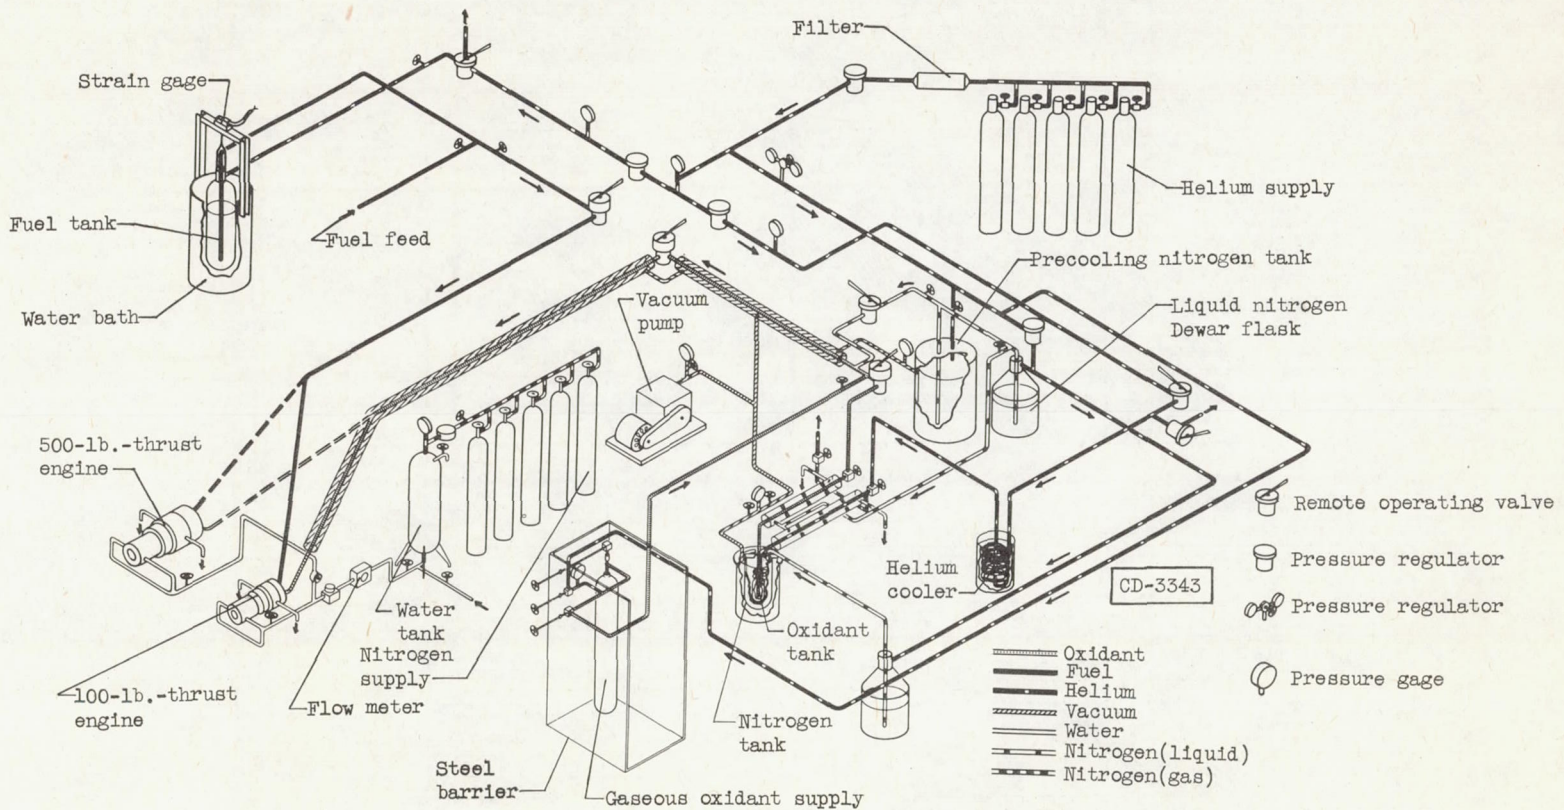 Filter
Strain gage
Helium supply
Fuel tank
Fuel feed
Precooling nitrogen tank
Vacuum
pump
Liquid nitrogen
Dewar flask
Water bath
500-lb.-thrust
engine
Remote operating valve
Pressure regulator
Helium
cooler
CD-3343
Pressure regulator
Water
tank
Oxidant
tank
Nitrogen
supply
Oxidant
Fuel
Helium
Vacuum
Water
Nitrogen(liquid)
Nitrogen(gas)
Pressure gage
100-lb.-thrust
engine
Flow meter
Nitrogen
tank
Steel
barrier
Gaseous oxidant supply